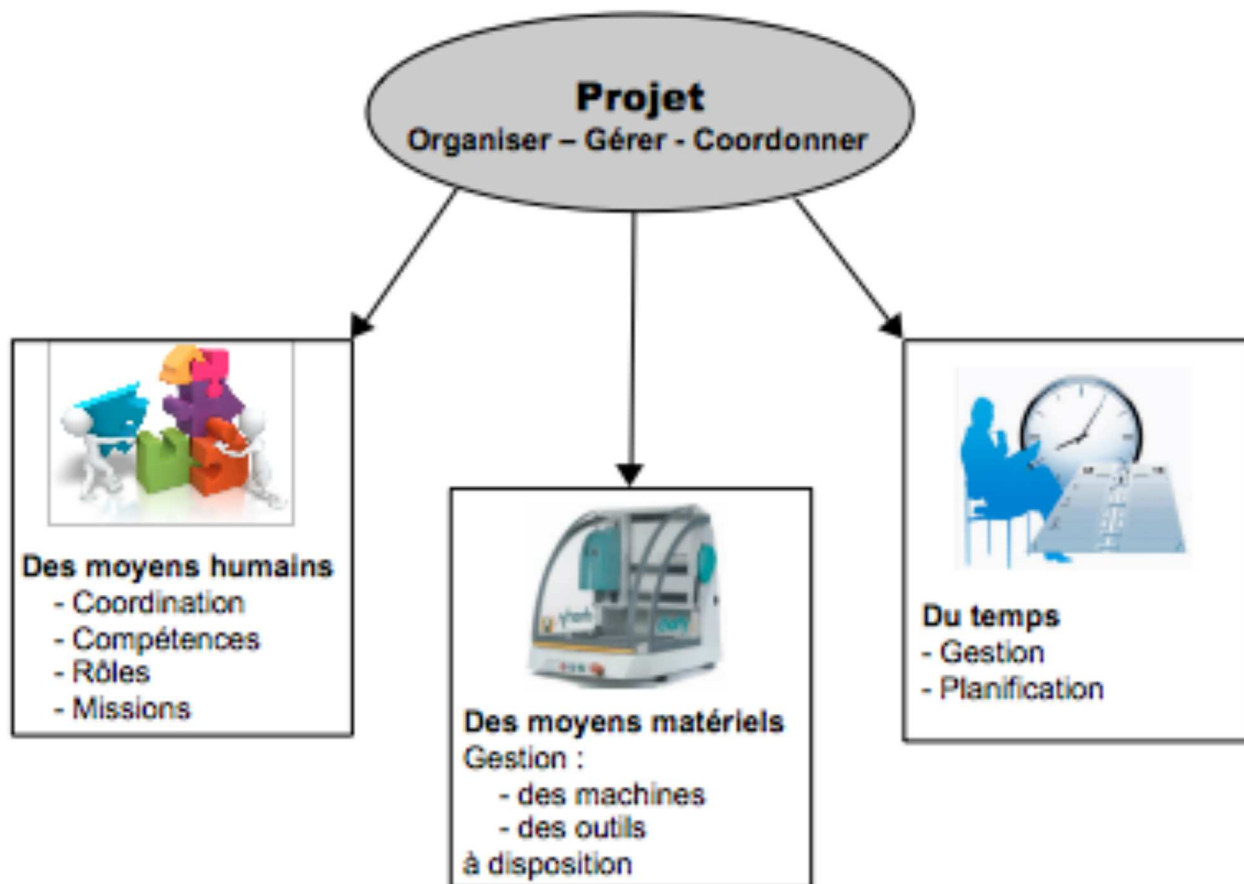 Projet
Organiser – Gérer - Coordonner
Des moyens humains
- Coordination
- Compétences
- Rôles
- Missions
Des moyens matériels
Gestion :
- des machines
- des outils
à disposition
Du temps
- Gestion
- Planification